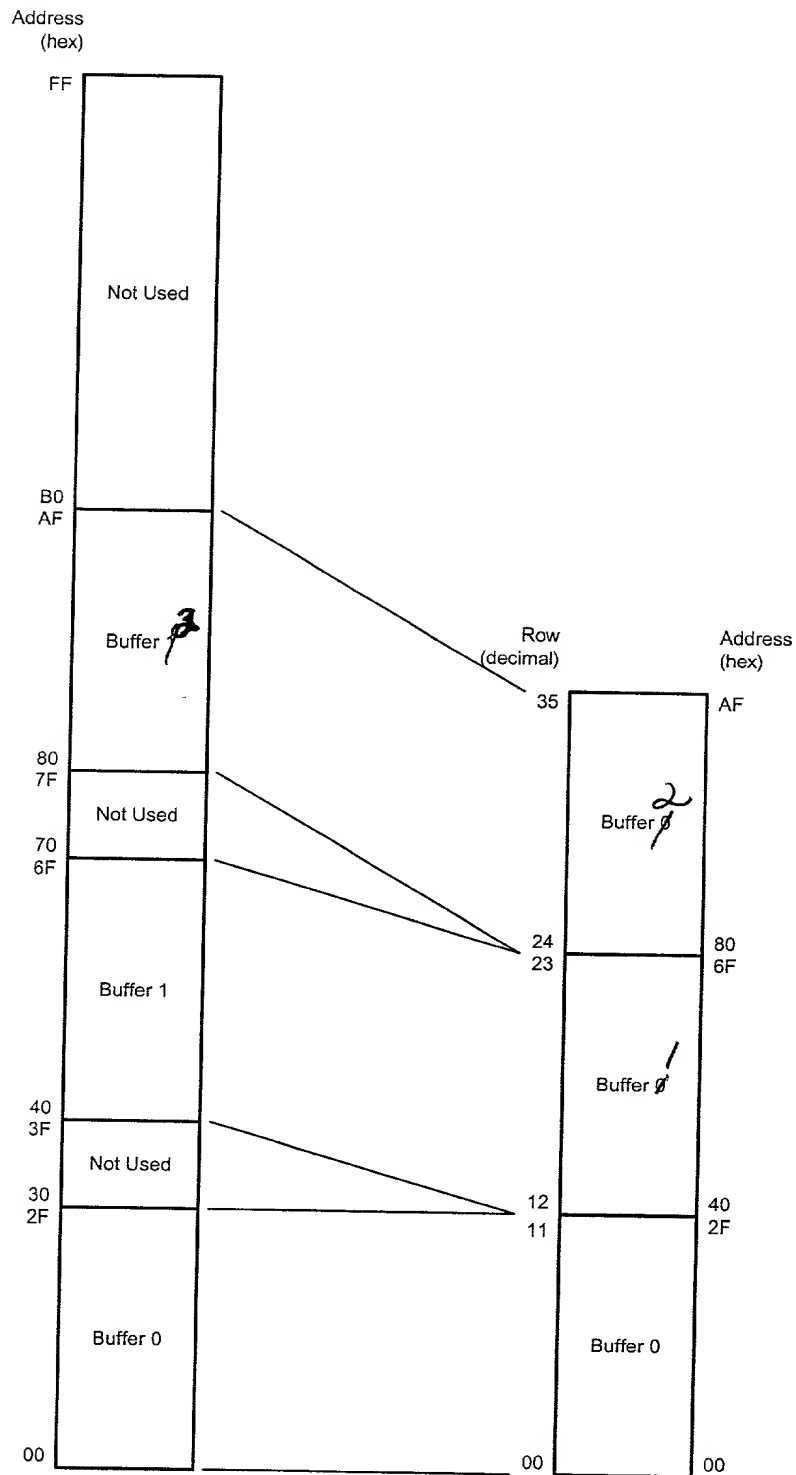 Address
(hex)
FF
Not Used
B0
AF
Buffer
Row
(decimal)
Address
(hex)
35
AF
Buffer 0 2
80
7F
Not Used
70
6F
24
23
80
6F
Buffer 1
Buffer 0 1
40
3F
Not Used
30
2F
12
11
40
2F
Buffer 0
Buffer 0
00
00
00